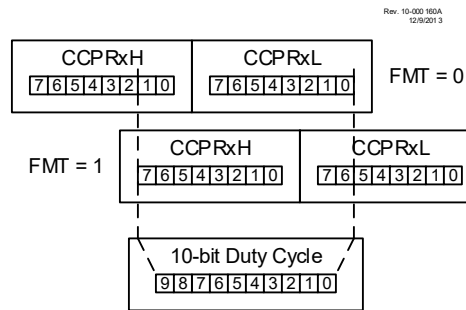 Rev. 10-000 160A
12/9/201 3
CCPRxH CCPRxL
7 6 5 4 3 2 1 0 7 6 5 4 3 2 1 0
FMT = 0
CCPRxH CCPRxL
FMT = 1
7 6 5 4 3 2 1 0 7 6 5 4 3 2 1 0
10-bit Duty Cycle
9 8 7 6 5 4 3 2 1 0